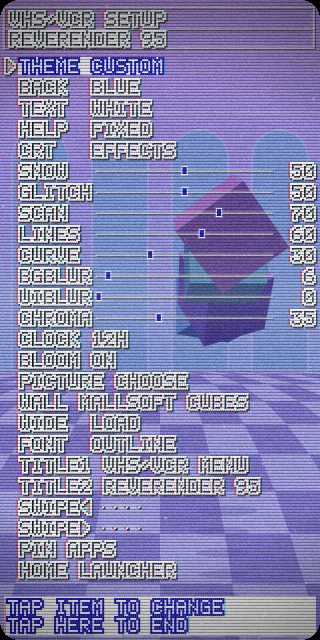 VHS/VCR SETUP
REVERENDER 95
▷THEME CUSTOM
BACK BLUE
TEXT WHITE
HELP FIXED
CRT EFFECTS
SNOW 50
GLITCH 50
SCAN 70
LINES 60
CURVE 30
BGBLUR 6
UIBLUR 0
CHROMA 35
CLOCK 12H
BLOOM ON
PICTURE CHOOSE
WALL MALLSOFT CUBES
WIDE LOAD
FONT OUTLINE
TITLE1 VHS/VCR MENU
TITLE2 REVERENDER 95
SWIPE◁ ----
SWIPE▷ ----
PIN APPS
HOME LAUNCHER
TAP ITEM TO CHANGE
TAP HERE TO END